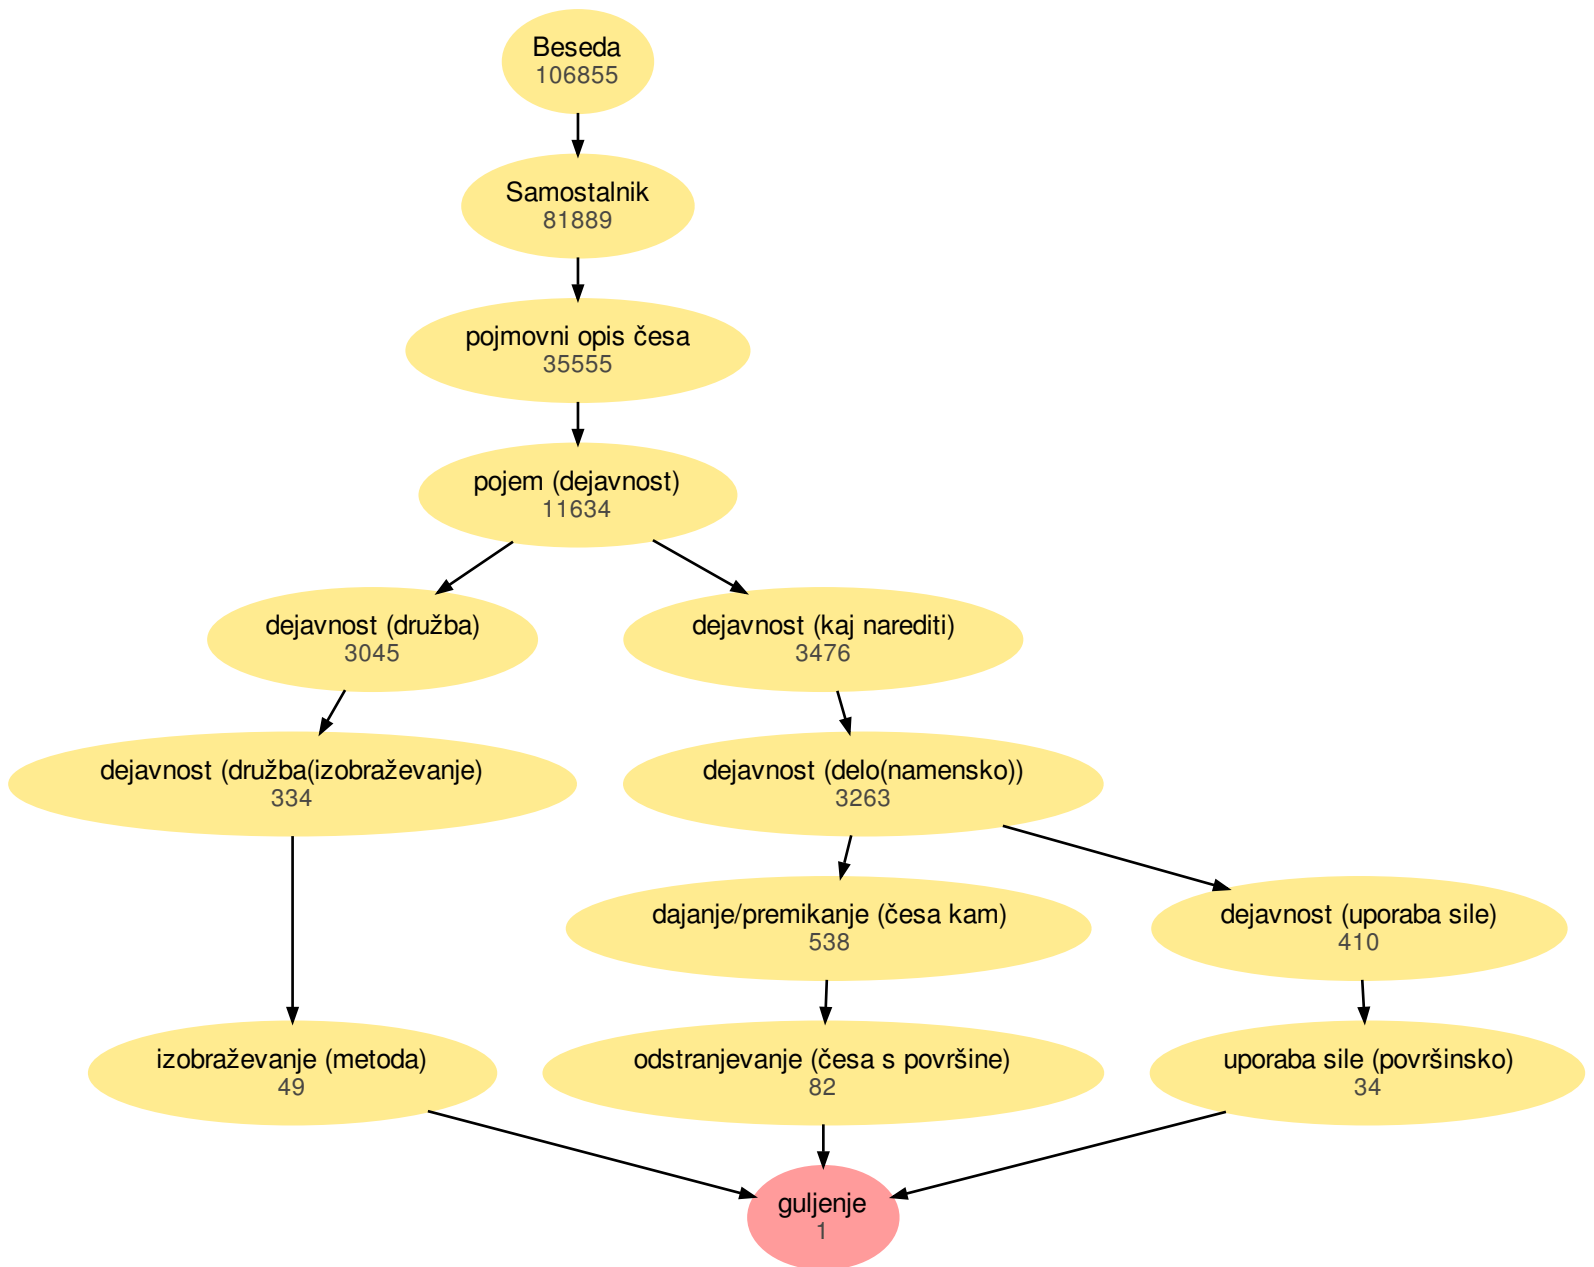 Beseda
106855
Samostalnik
81889
pojmovni opis česa
35555
pojem (dejavnost)
11634
dejavnost (družba)
3045
dejavnost (kaj narediti)
3476
dejavnost (družba(izobraževanje)
334
dejavnost (delo(namensko))
3263
dajanje/premikanje (česa kam)
538
dejavnost (uporaba sile)
410
izobraževanje (metoda)
49
odstranjevanje (česa s površine)
82
uporaba sile (površinsko)
34
guljenje
1